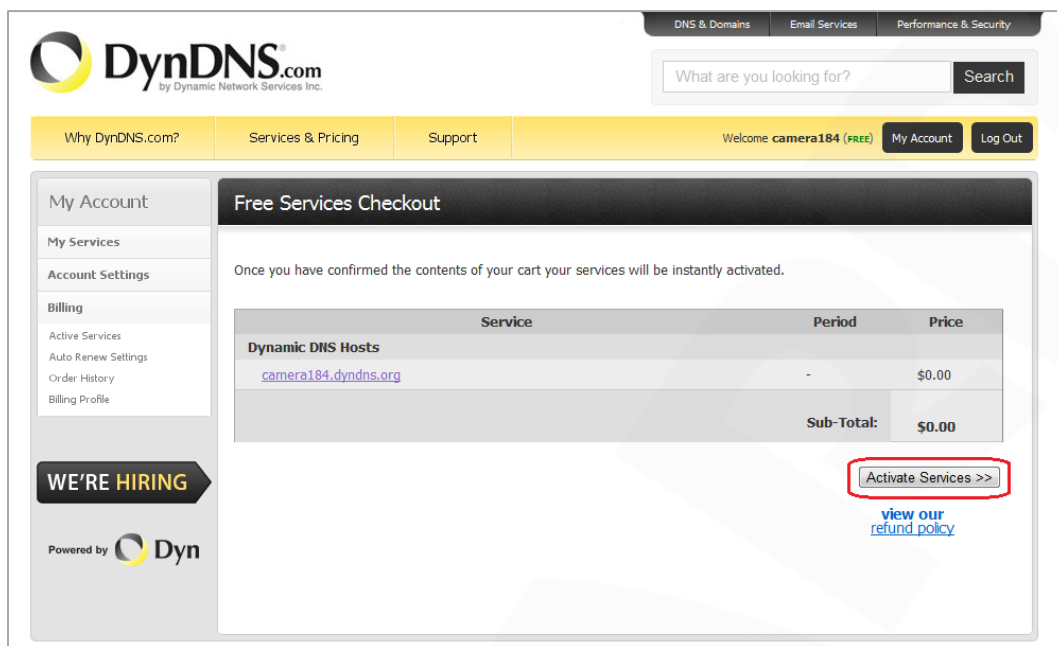 DNS & Domains Email Services Performance & Security
DynDNS.com
by Dynamic Network Services Inc.
What are you looking for? Search
Why DynDNS.com? Services & Pricing Support Welcome camera184 (FREE) My Account Log Out
My Account
My Services
Account Settings
Billing
Active Services
Auto Renew Settings
Order History
Billing Profile
WE'RE HIRING
Powered by Dyn
Free Services Checkout
Once you have confirmed the contents of your cart your services will be instantly activated.
Service Period Price
Dynamic DNS Hosts
camera184.dyndns.org - $0.00
Sub-Total: $0.00
Activate Services >>
view our
refund policy